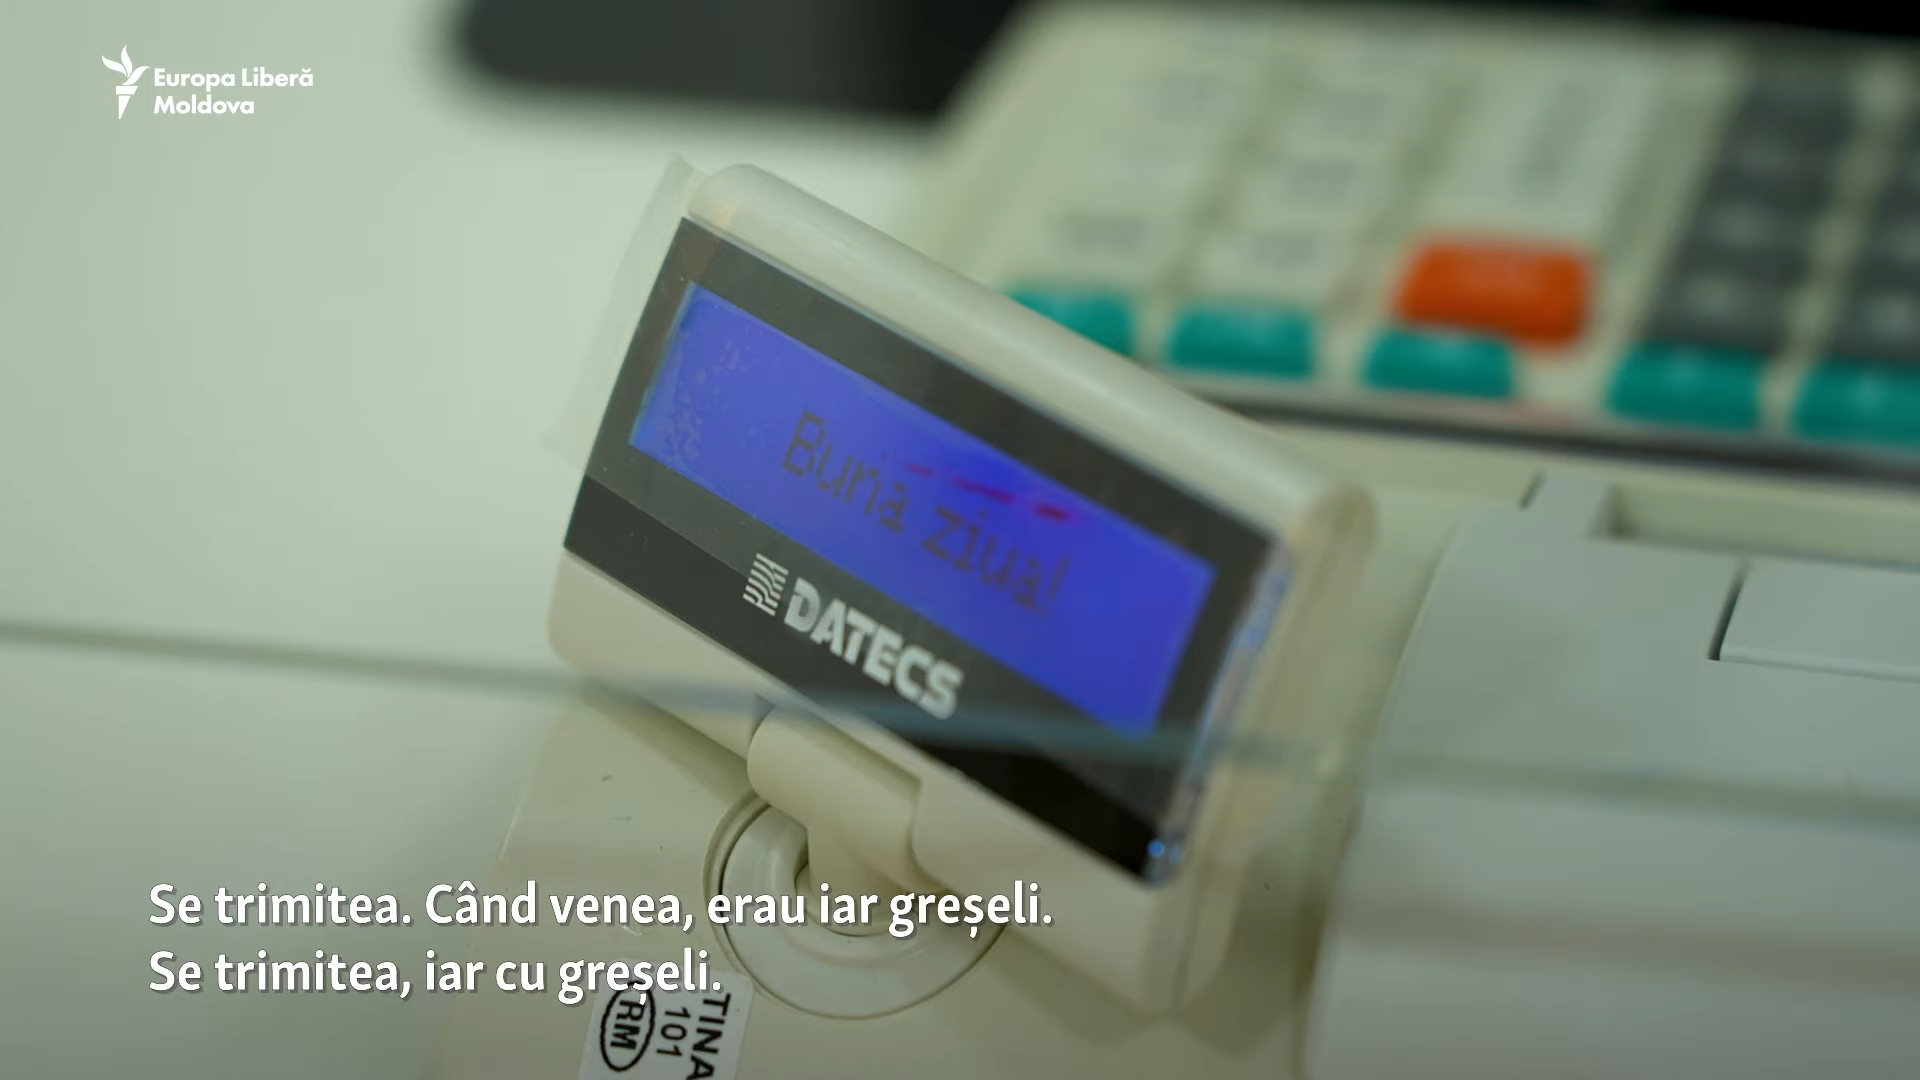 Europa Liberă
Moldova
Buna ziua!
DATECS
Se trimitea. Când venea, erau iar greșeli.
Se trimitea, iar cu greșeli.
TINA
101
RM